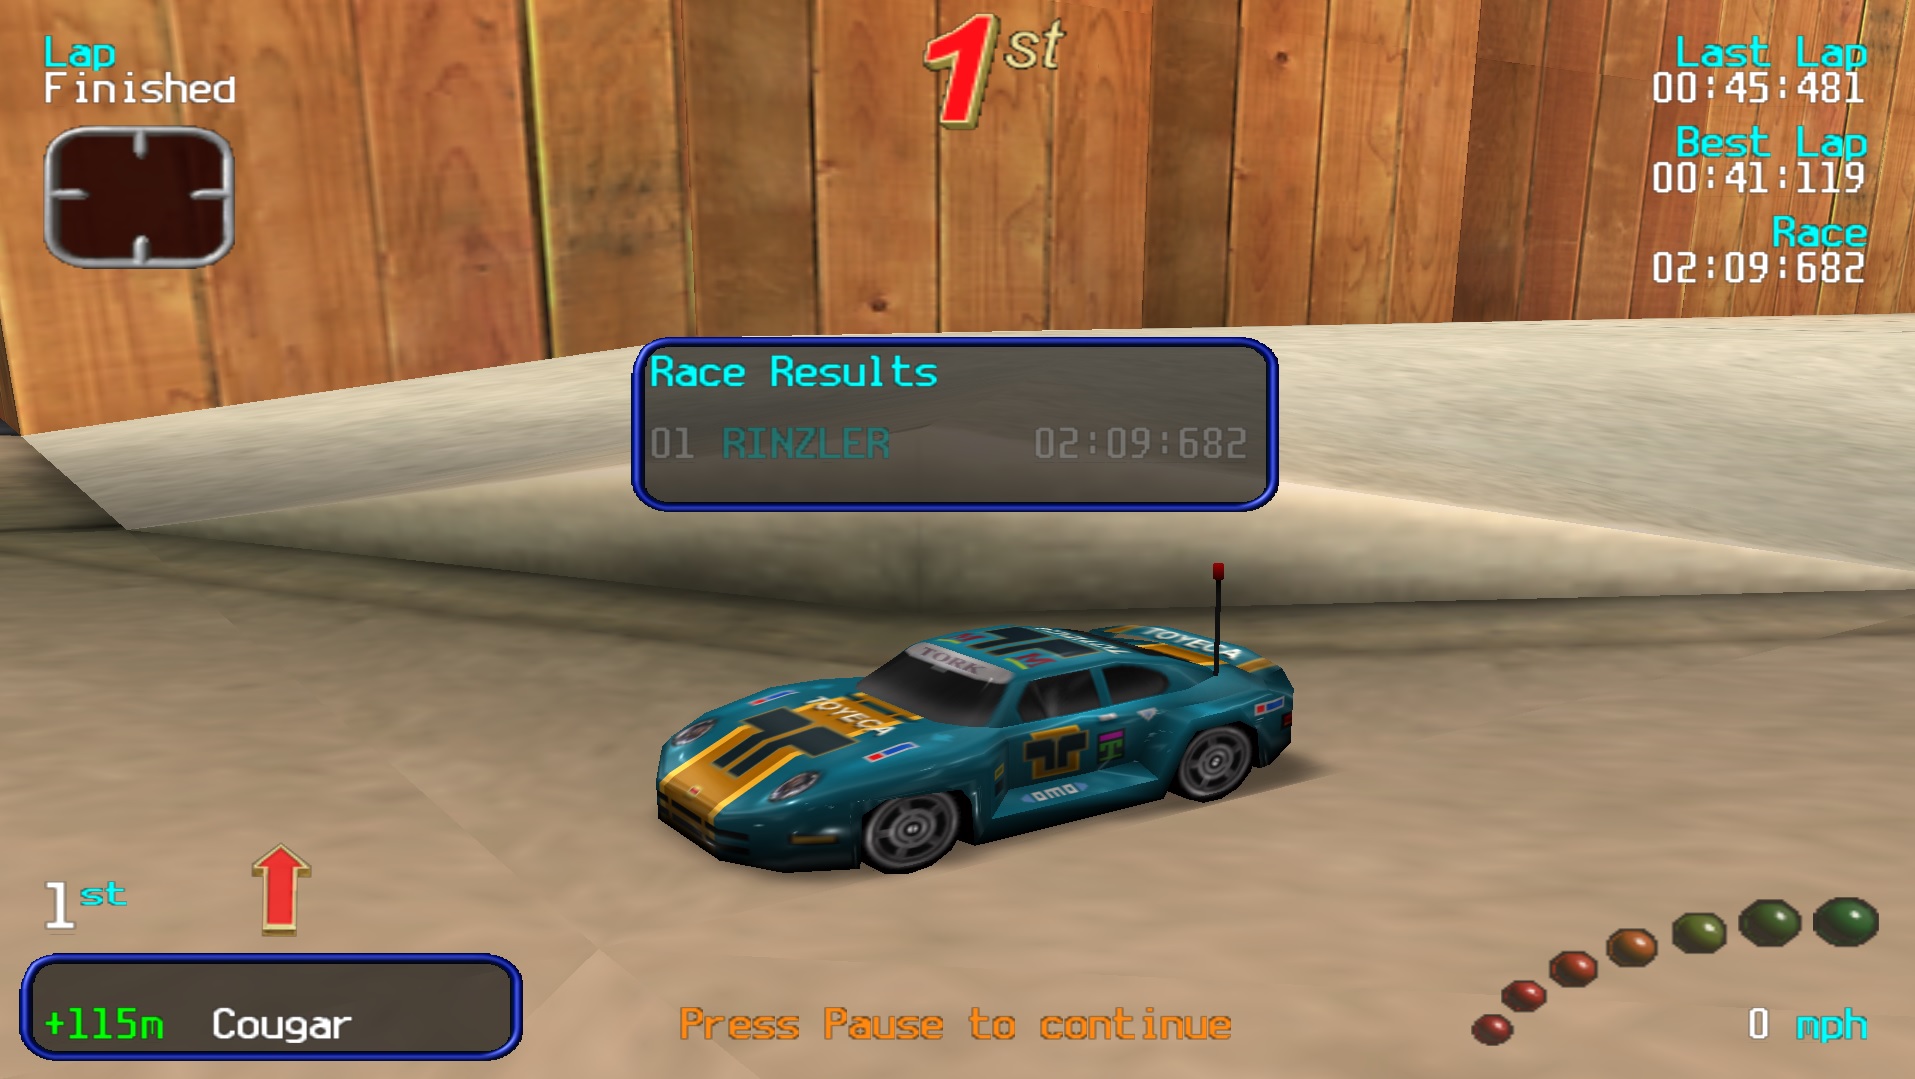 Lap
Finished
1st
Last Lap
00:45:481
Best Lap
00:41:119
Race
02:09:682
Race Results
01 RINZLER 02:09:682
TOYECA
TORK
TOYECA
omo
1st
+115m Cougar
Press Pause to continue
0 mph